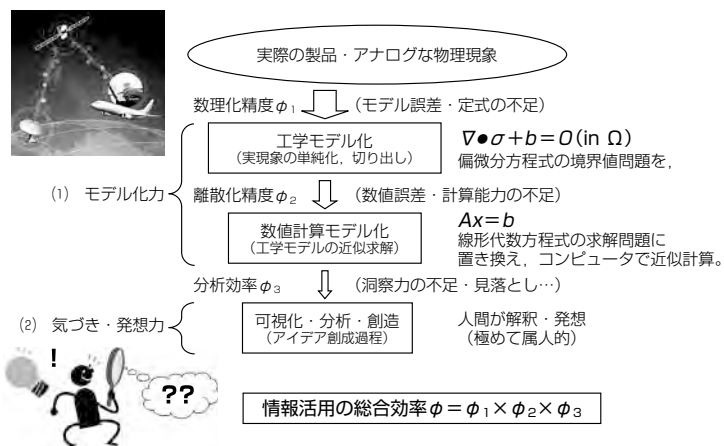 実際の製品・アナログな物理現象
数理化精度φ1 (モデル誤差・定式の不足)
工学モデル化
(実現象の単純化，切り出し)
∇●σ+b=0(in Ω)
偏微分方程式の境界値問題を，
(1) モデル化力
離散化精度φ2 (数値誤差・計算能力の不足)
数値計算モデル化
(工学モデルの近似求解)
Ax=b
線形代数方程式の求解問題に
置き換え，コンピュータで近似計算。
分析効率φ3 (洞察力の不足・見落とし…)
(2) 気づき・発想力
可視化・分析・創造
(アイデア創成過程)
人間が解釈・発想
(極めて属人的)
!
??
情報活用の総合効率φ=φ1×φ2×φ3